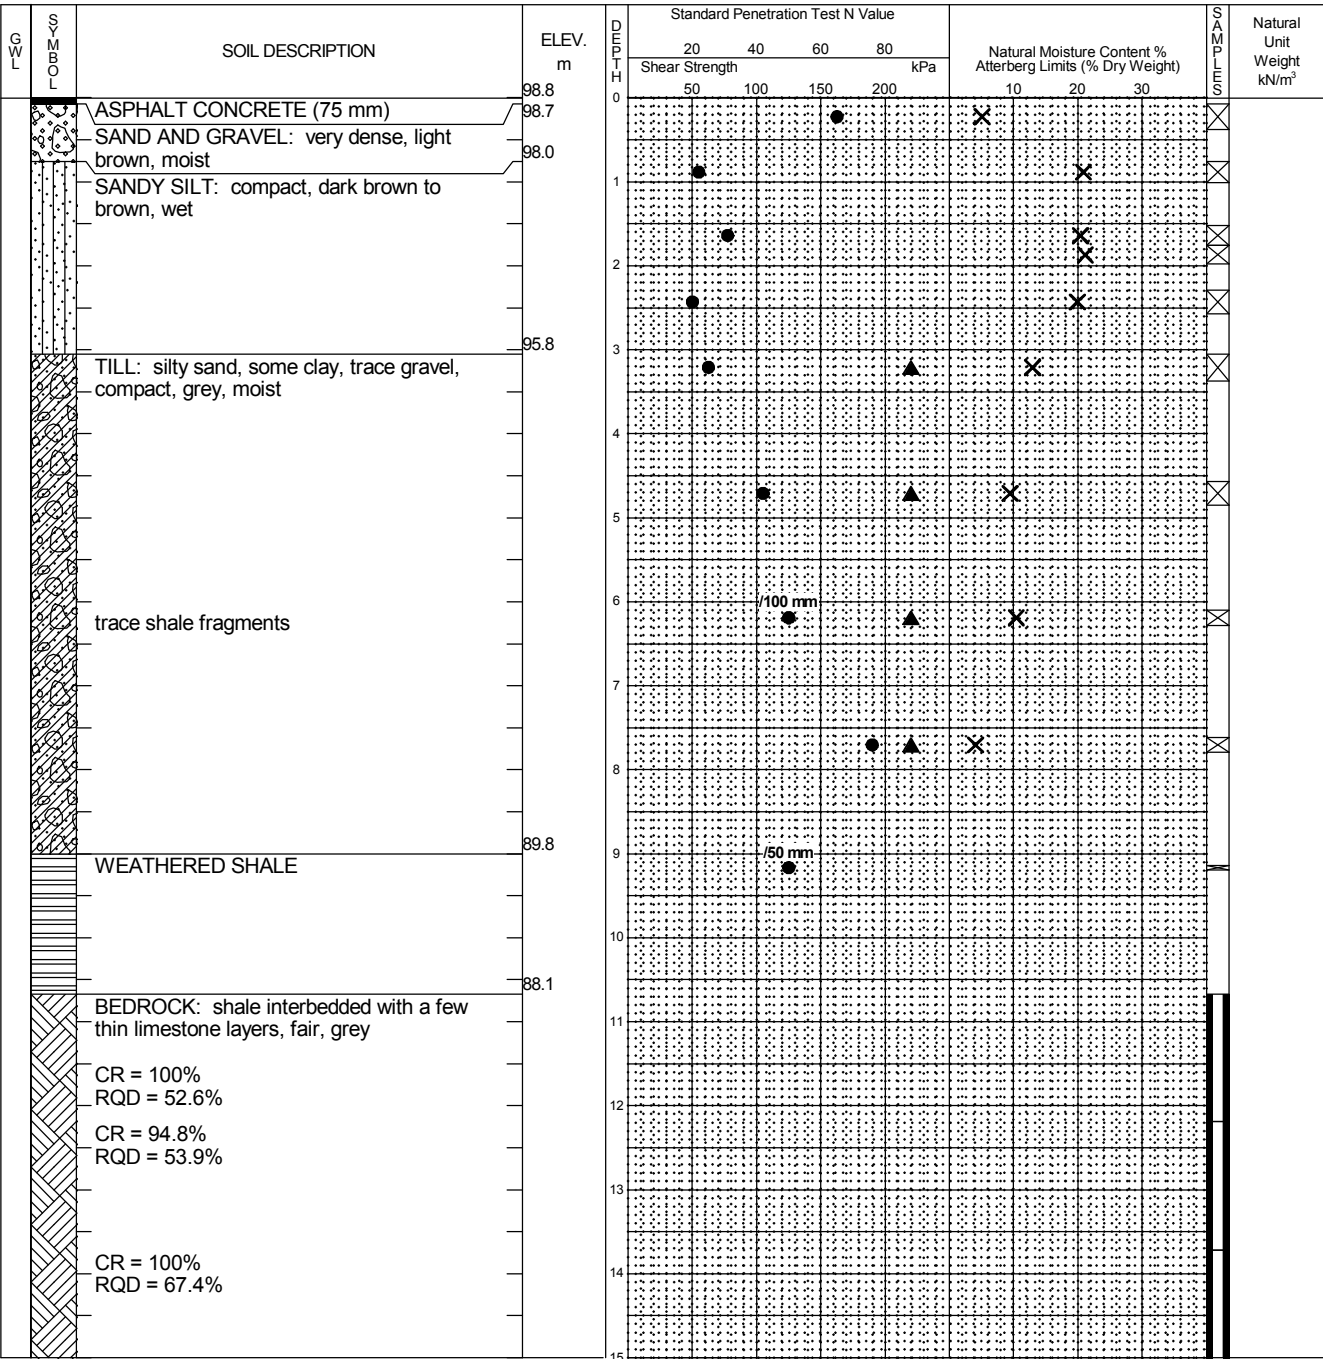 GWL
SYMBOL
SOIL DESCRIPTION
ELEV.
m
98.8
DEPTH
Standard Penetration Test N Value
20 40 60 80
Shear Strength kPa
50 100 150 200
Natural Moisture Content %
Atterberg Limits (% Dry Weight)
10 20 30
SAMPLES
Natural
Unit
Weight
kN/m³
0
ASPHALT CONCRETE (75 mm)
98.7
SAND AND GRAVEL: very dense, light
brown, moist
98.0
SANDY SILT: compact, dark brown to
brown, wet
1
2
95.8
3
TILL: silty sand, some clay, trace gravel,
compact, grey, moist
4
5
6
/100 mm
trace shale fragments
7
8
89.8
9
/50 mm
WEATHERED SHALE
10
88.1
BEDROCK: shale interbedded with a few
thin limestone layers, fair, grey
11
CR = 100%
RQD = 52.6%
12
CR = 94.8%
RQD = 53.9%
13
CR = 100%
RQD = 67.4%
14
15